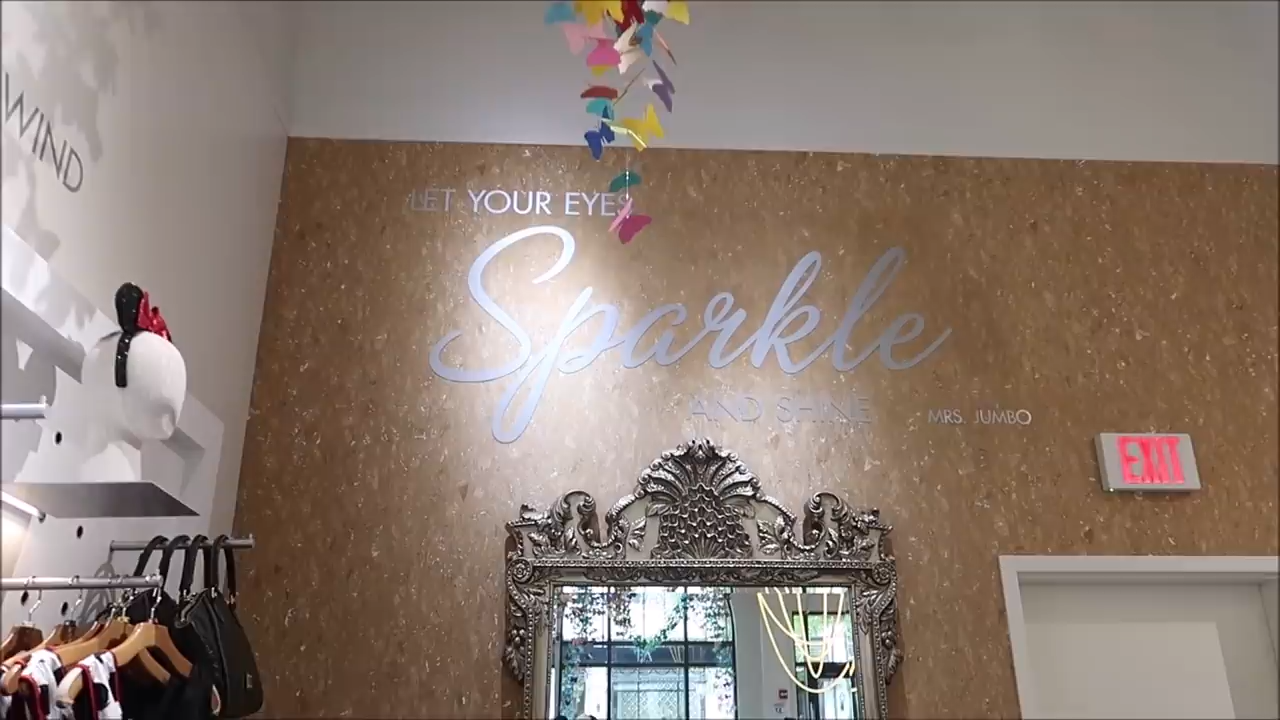 WIND
LET YOUR EYES
Sparkle
AND SHINE
MRS. JUMBO
EXIT